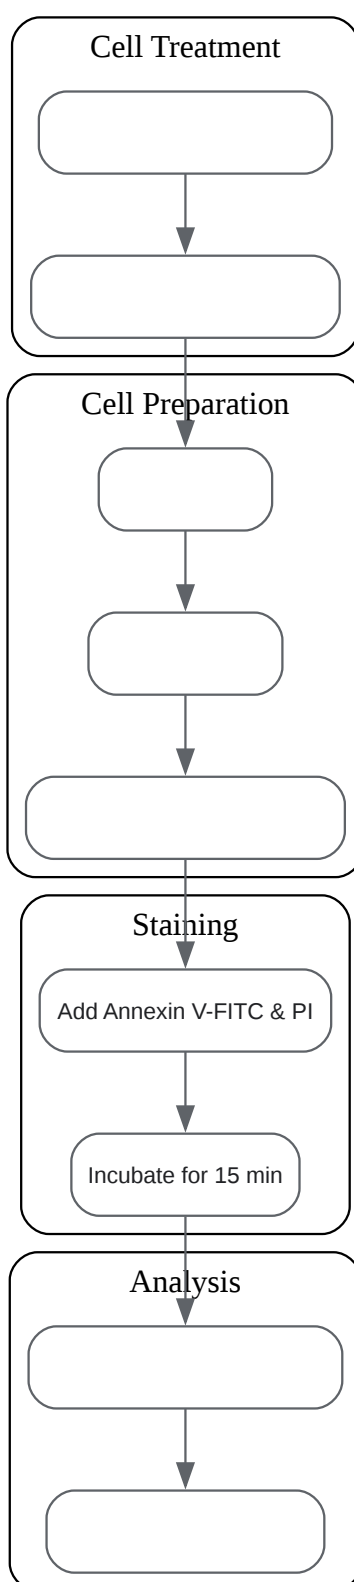 Cell Treatment
Cell Preparation
Staining
Add Annexin V-FITC & PI
Incubate for 15 min
Analysis